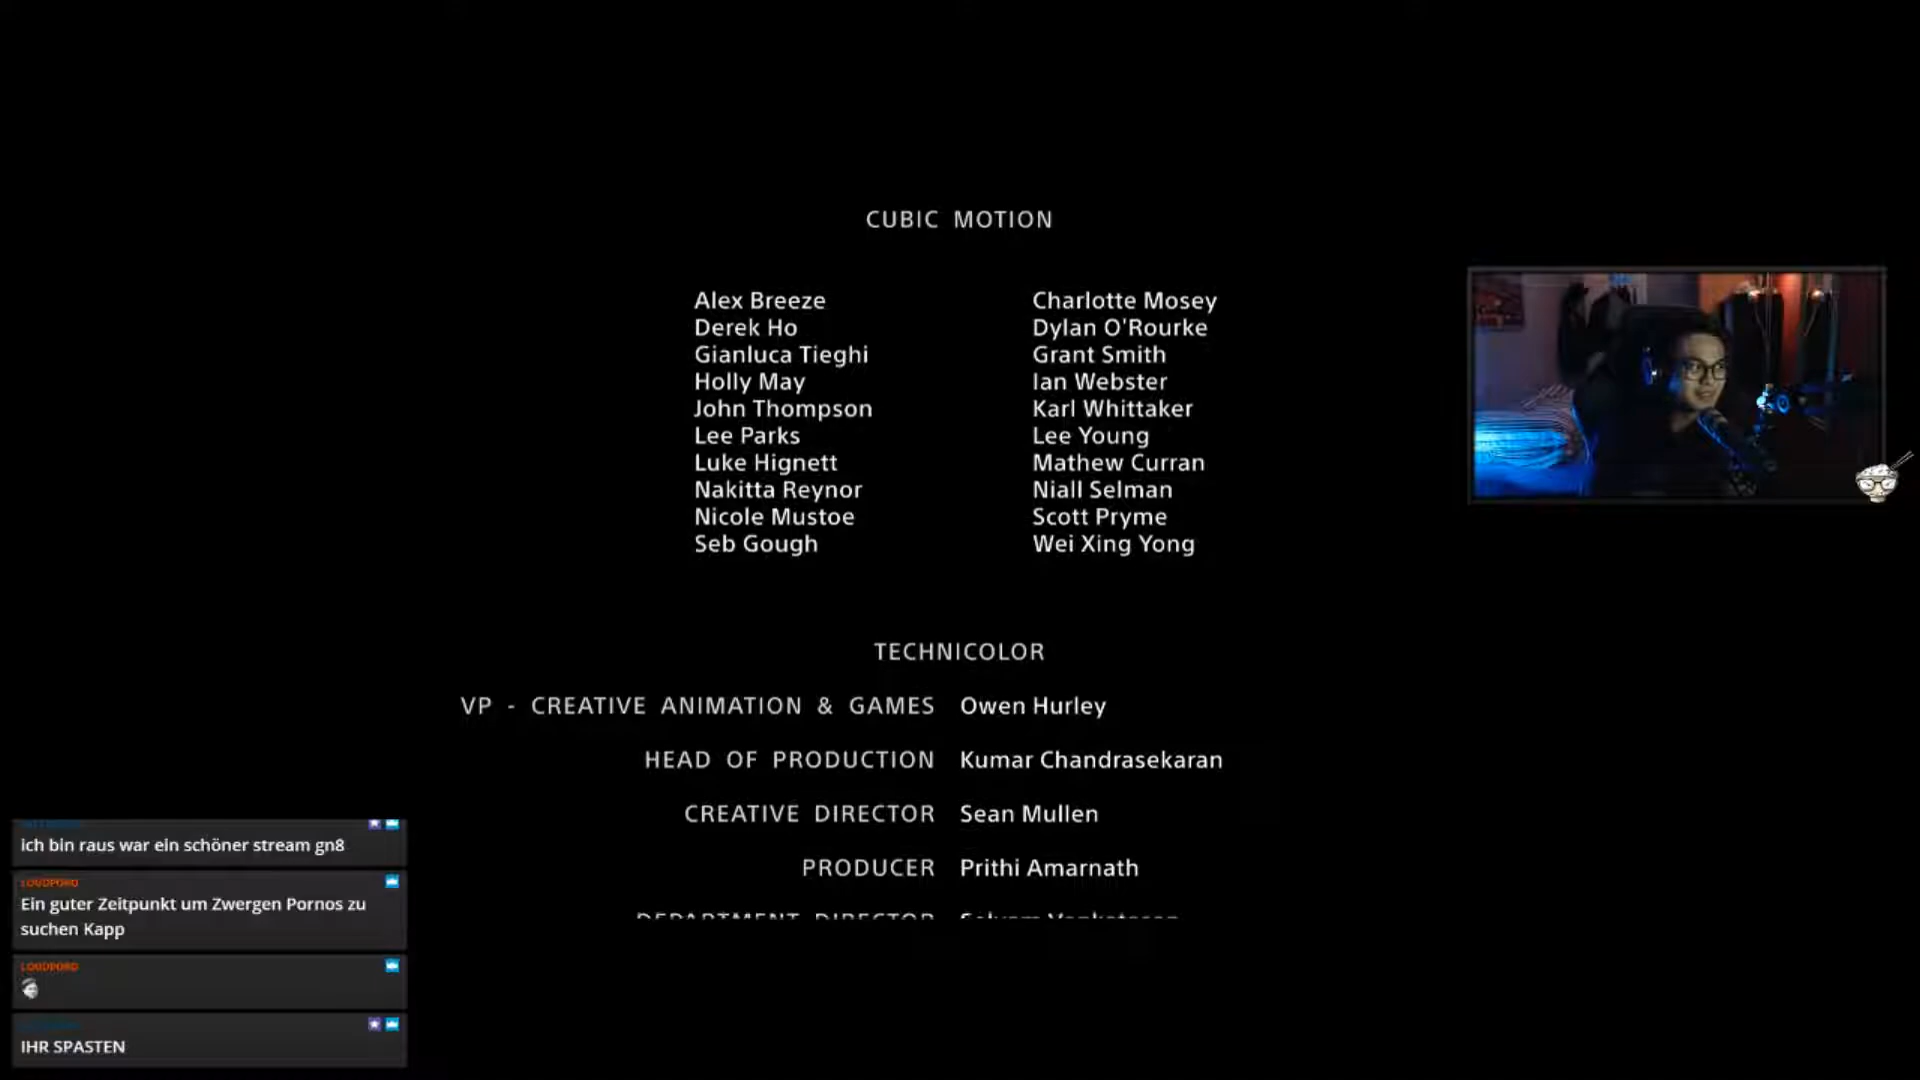 CUBIC MOTION
Alex Breeze Charlotte Mosey
Derek Ho Dylan O'Rourke
Gianluca Tieghi Grant Smith
Holly May Ian Webster
John Thompson Karl Whittaker
Lee Parks Lee Young
Luke Hignett Mathew Curran
Nakitta Reynor Niall Selman
Nicole Mustoe Scott Pryme
Seb Gough Wei Xing Yong
TECHNICOLOR
VP - CREATIVE ANIMATION & GAMES Owen Hurley
HEAD OF PRODUCTION Kumar Chandrasekaran
CREATIVE DIRECTOR Sean Mullen
PRODUCER Prithi Amarnath
DEPARTMENT DIRECTOR
ich bin raus war ein schöner stream gn8
LOUDPORO
Ein guter Zeitpunkt um Zwergen Pornos zu
suchen Kapp
LOUDPORO
IHR SPASTEN